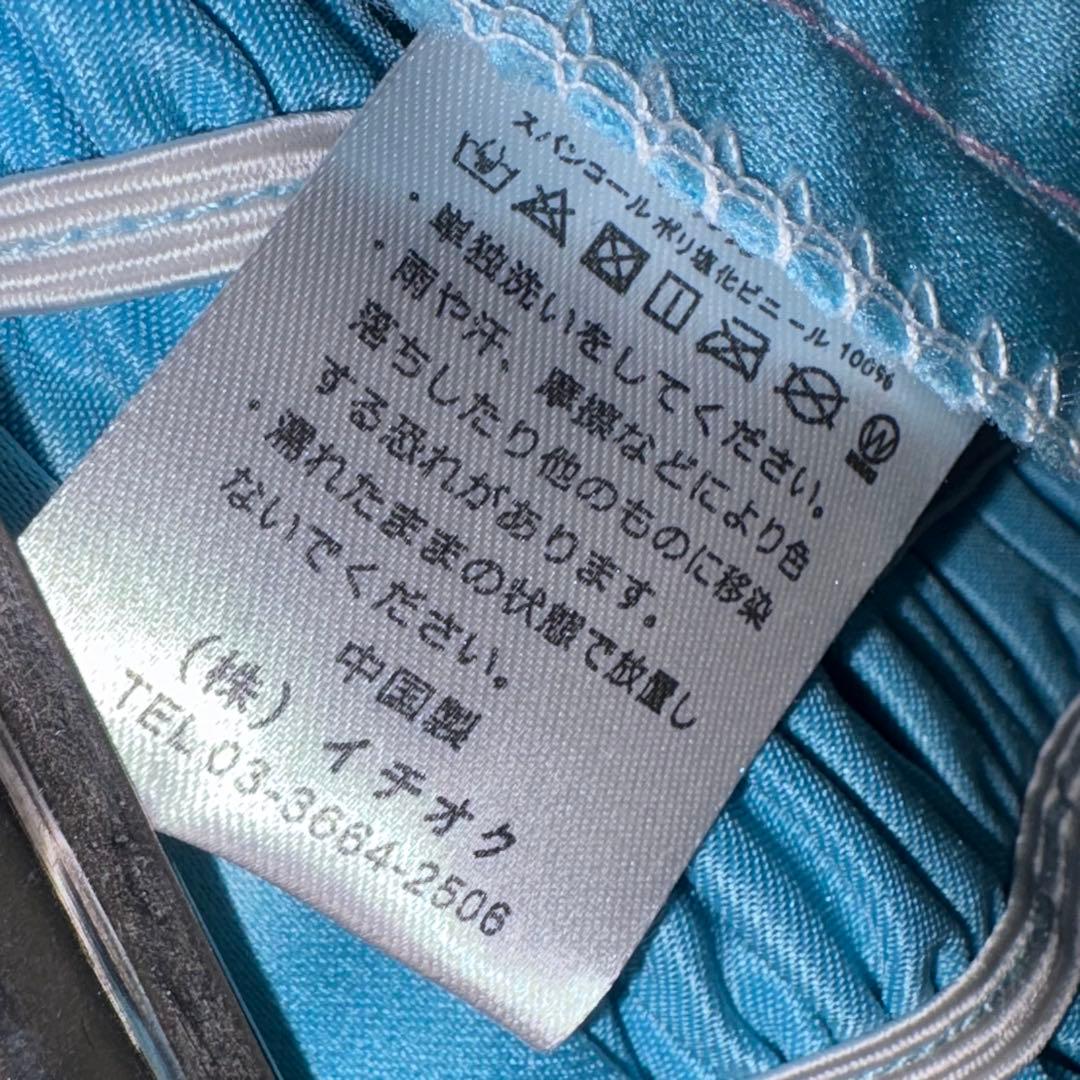 スパンコール ポリ塩化ビニール 100%
W
・単独洗いをしてください。
・雨や汗、摩擦などにより色
落ちしたり他のものに移染
する恐れがあります。
・濡れたままの状態で放置し
ないでください。
中国製
(株) イチオク
TEL 03-3664-2506